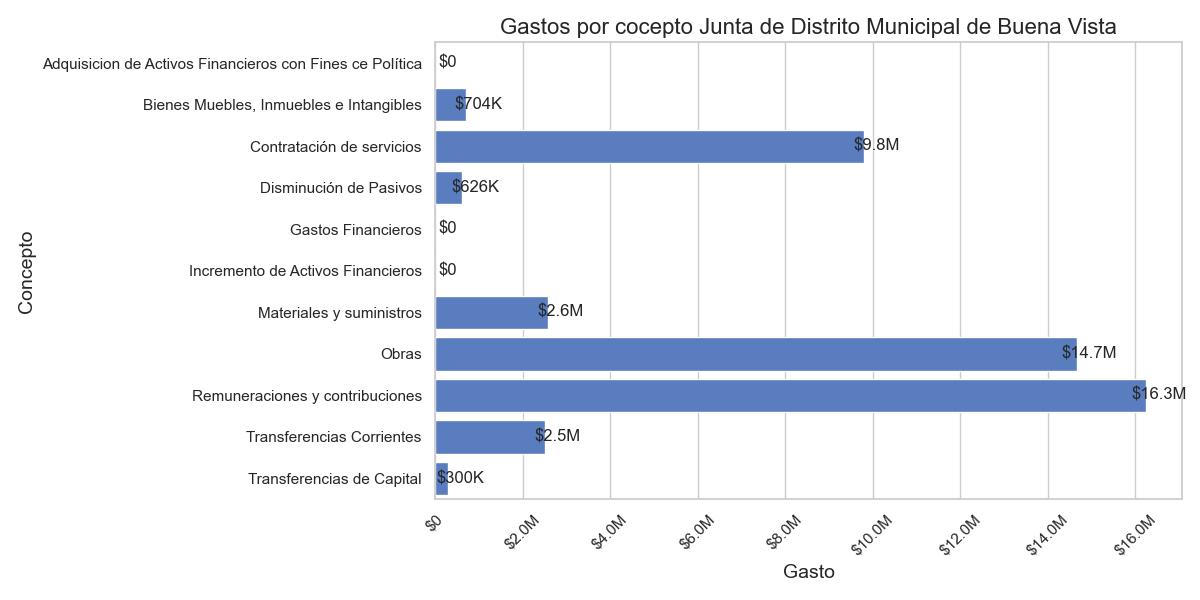 Gastos por cocepto Junta de Distrito Municipal de Buena Vista
Adquisicion de Activos Financieros con Fines ce Política $0
Bienes Muebles, Inmuebles e Intangibles $704K
Contratación de servicios $9.8M
Disminución de Pasivos $626K
Gastos Financieros $0
Incremento de Activos Financieros $0
Materiales y suministros $2.6M
Obras $14.7M
Remuneraciones y contribuciones $16.3M
Transferencias Corrientes $2.5M
Transferencias de Capital $300K
Concepto
$0 $2.0M $4.0M $6.0M $8.0M $10.0M $12.0M $14.0M $16.0M
Gasto